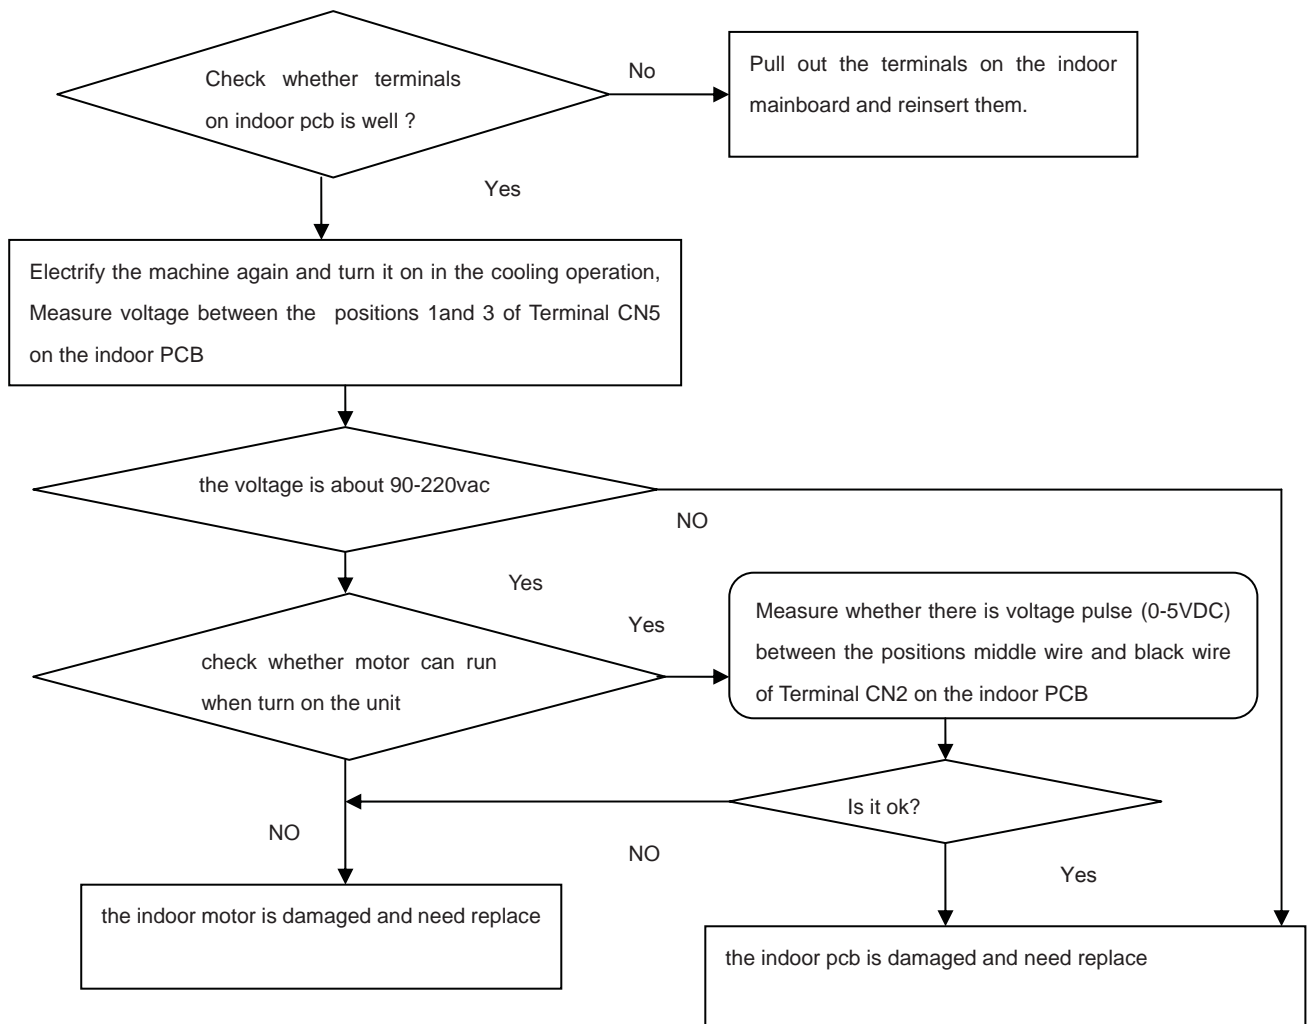 Check whether terminals
on indoor pcb is well ?
No
Pull out the terminals on the indoor
mainboard and reinsert them.
Yes
Electrify the machine again and turn it on in the cooling operation,
Measure voltage between the positions 1and 3 of Terminal CN5
on the indoor PCB
the voltage is about 90-220vac
NO
Yes
check whether motor can run
when turn on the unit
Yes
Measure whether there is voltage pulse (0-5VDC)
between the positions middle wire and black wire
of Terminal CN2 on the indoor PCB
Is it ok?
NO
NO
Yes
the indoor motor is damaged and need replace
the indoor pcb is damaged and need replace